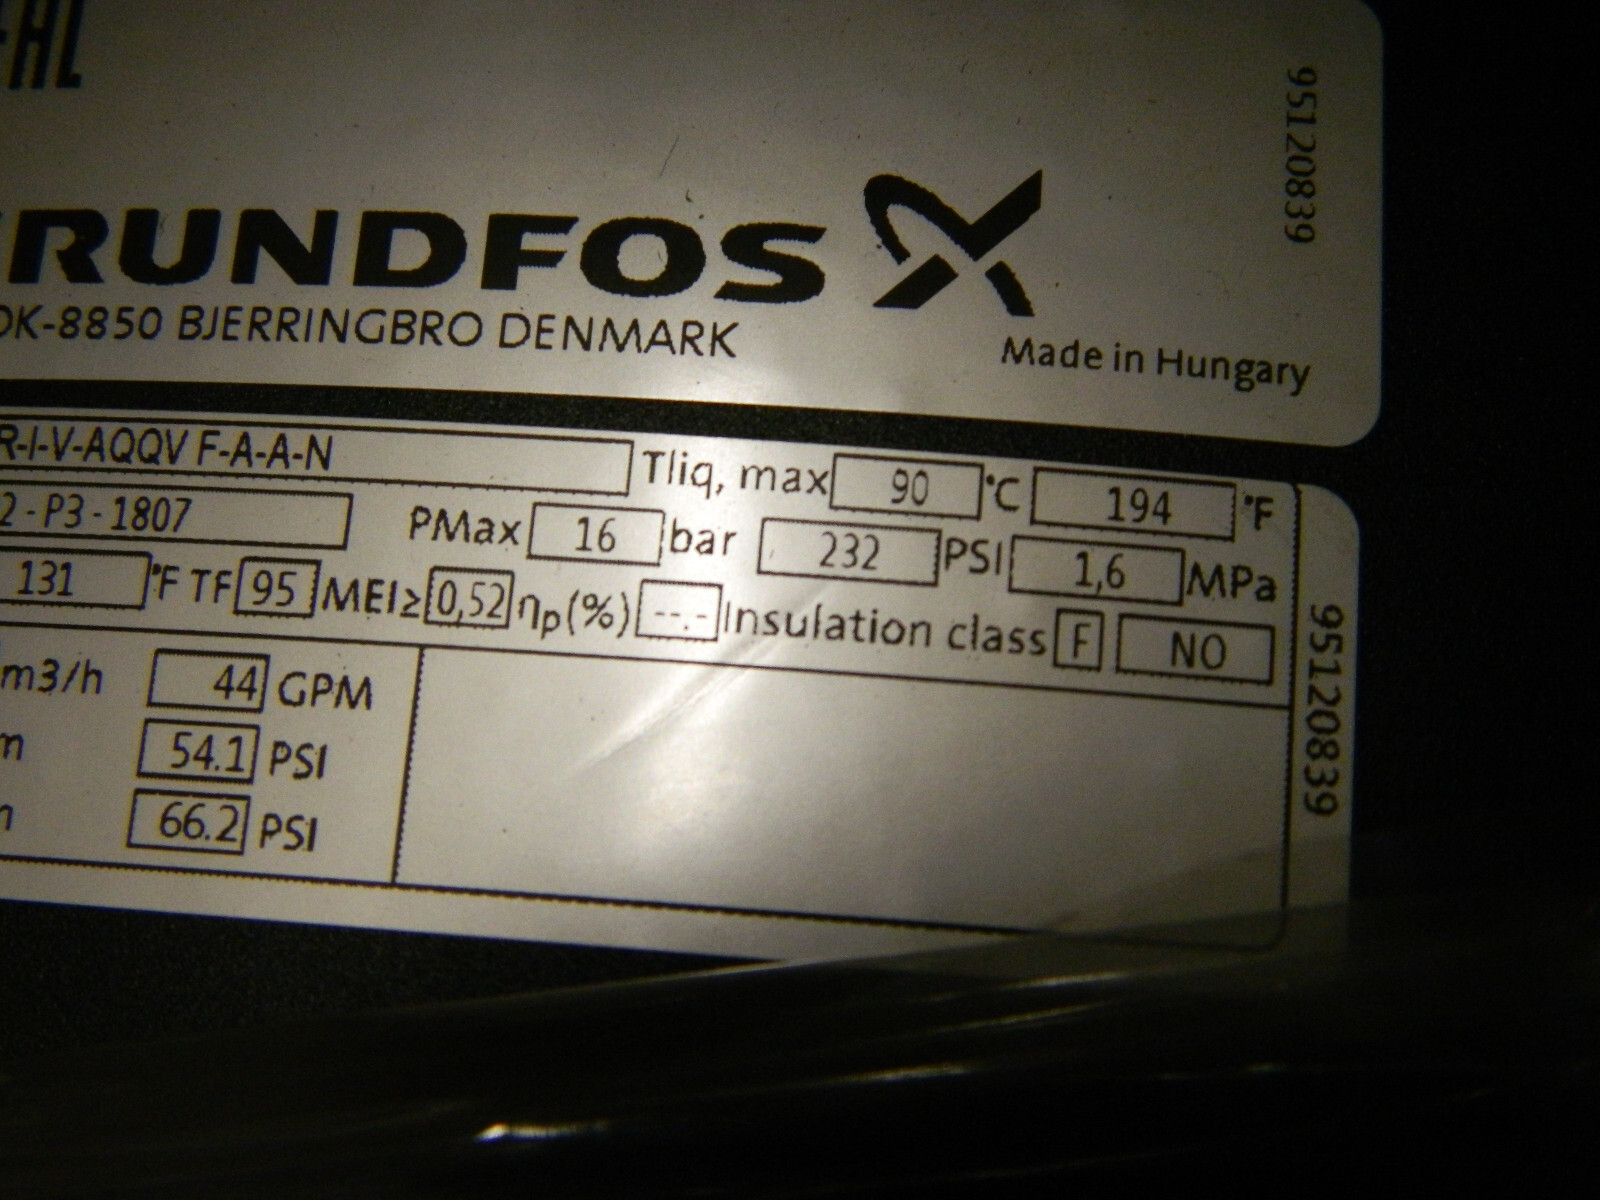 EAC
95120839
GRUNDFOS
DK-8850 BJERRINGBRO DENMARK
Made in Hungary
R-I-V-AQQV F-A-A-N Tliq, max 90 °C 194 °F
2-P3-1807 PMax 16 bar 232 PSI 1,6 MPa
131 °F TF 95 MEI≥ 0,52 ηp(%) --.- Insulation class F NO
95120839
m3/h 44 GPM
m 54.1 PSI
66.2 PSI